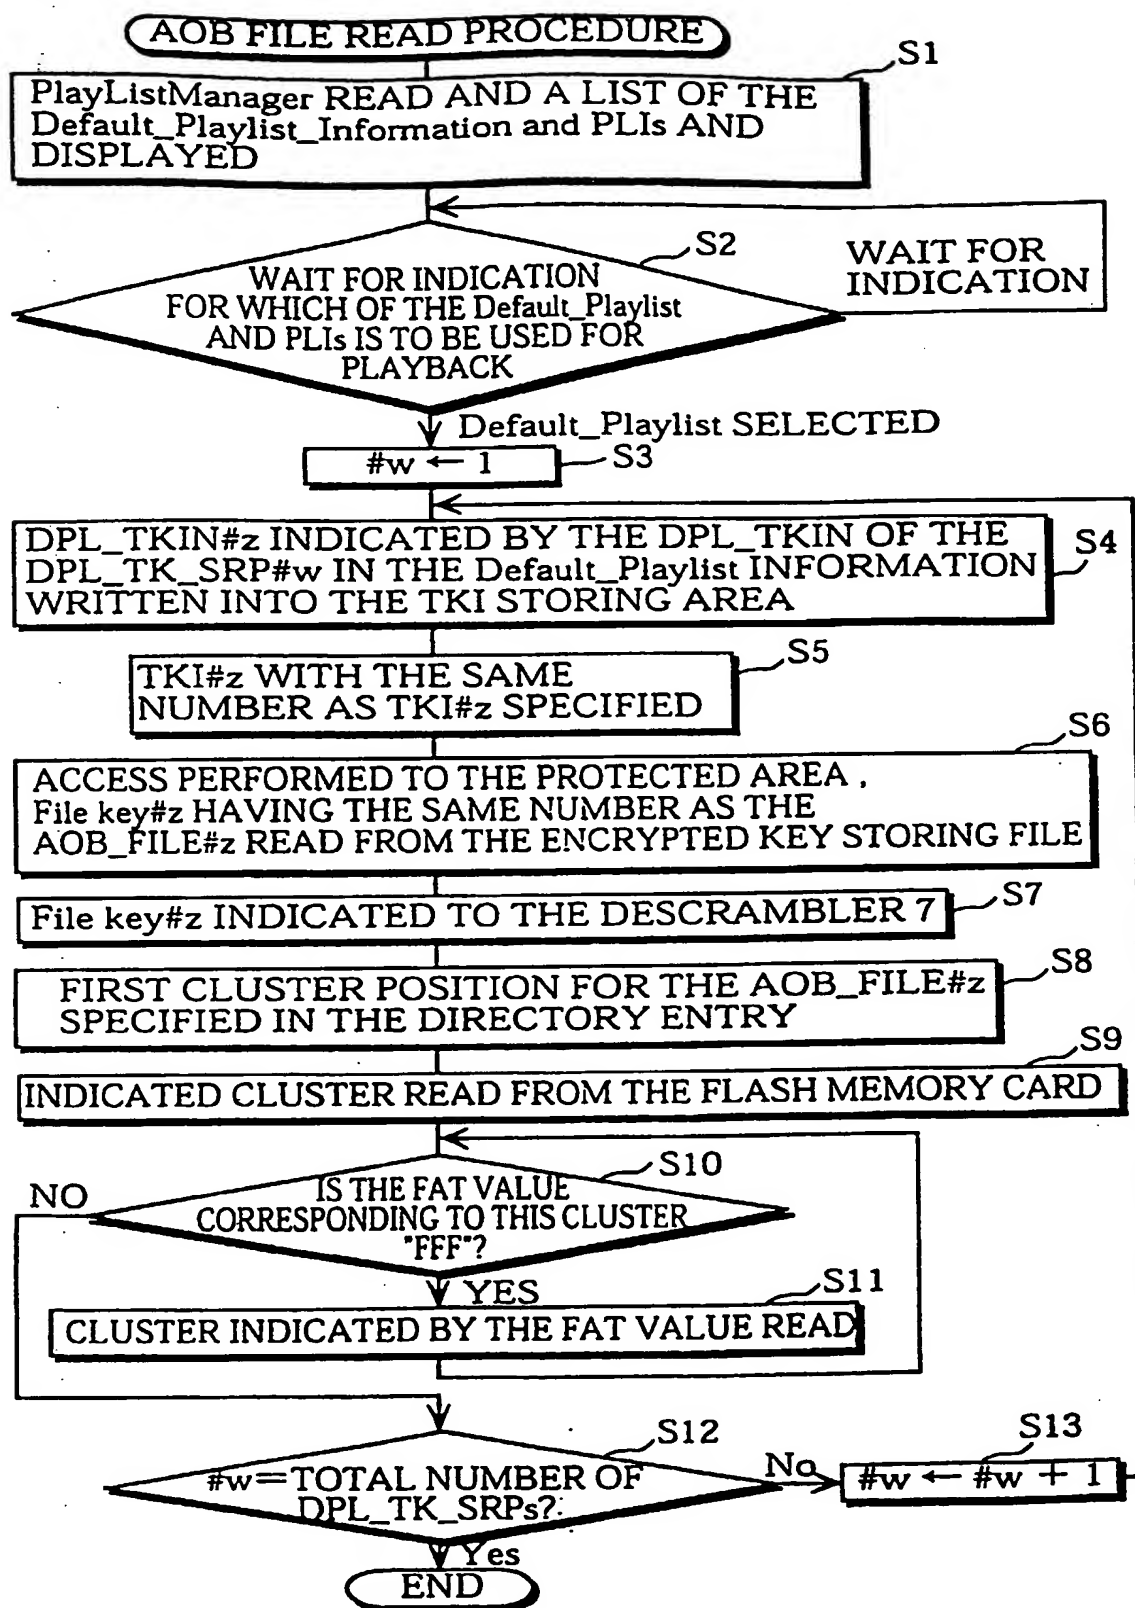 AOB FILE READ PROCEDURE
S1
PlayListManager READ AND A LIST OF THE
Default_Playlist_Information and PLIs AND
DISPLAYED
S2
WAIT FOR
INDICATION
WAIT FOR INDICATION
FOR WHICH OF THE Default_Playlist
AND PLIs IS TO BE USED FOR
PLAYBACK
Default_Playlist SELECTED
#w ← 1
S3
DPL_TKIN#z INDICATED BY THE DPL_TKIN OF THE
DPL_TK_SRP#w IN THE Default_Playlist INFORMATION
WRITTEN INTO THE TKI STORING AREA
S4
S5
TKI#z WITH THE SAME
NUMBER AS TKI#z SPECIFIED
S6
ACCESS PERFORMED TO THE PROTECTED AREA ,
File key#z HAVING THE SAME NUMBER AS THE
AOB_FILE#z READ FROM THE ENCRYPTED KEY STORING FILE
S7
File key#z INDICATED TO THE DESCRAMBLER 7
S8
FIRST CLUSTER POSITION FOR THE AOB_FILE#z
SPECIFIED IN THE DIRECTORY ENTRY
S9
INDICATED CLUSTER READ FROM THE FLASH MEMORY CARD
S10
NO
IS THE FAT VALUE
CORRESPONDING TO THIS CLUSTER
"FFF"?
YES
S11
CLUSTER INDICATED BY THE FAT VALUE READ
S12
S13
#w=TOTAL NUMBER OF
DPL_TK_SRPs?
No
#w ← #w + 1
Yes
END